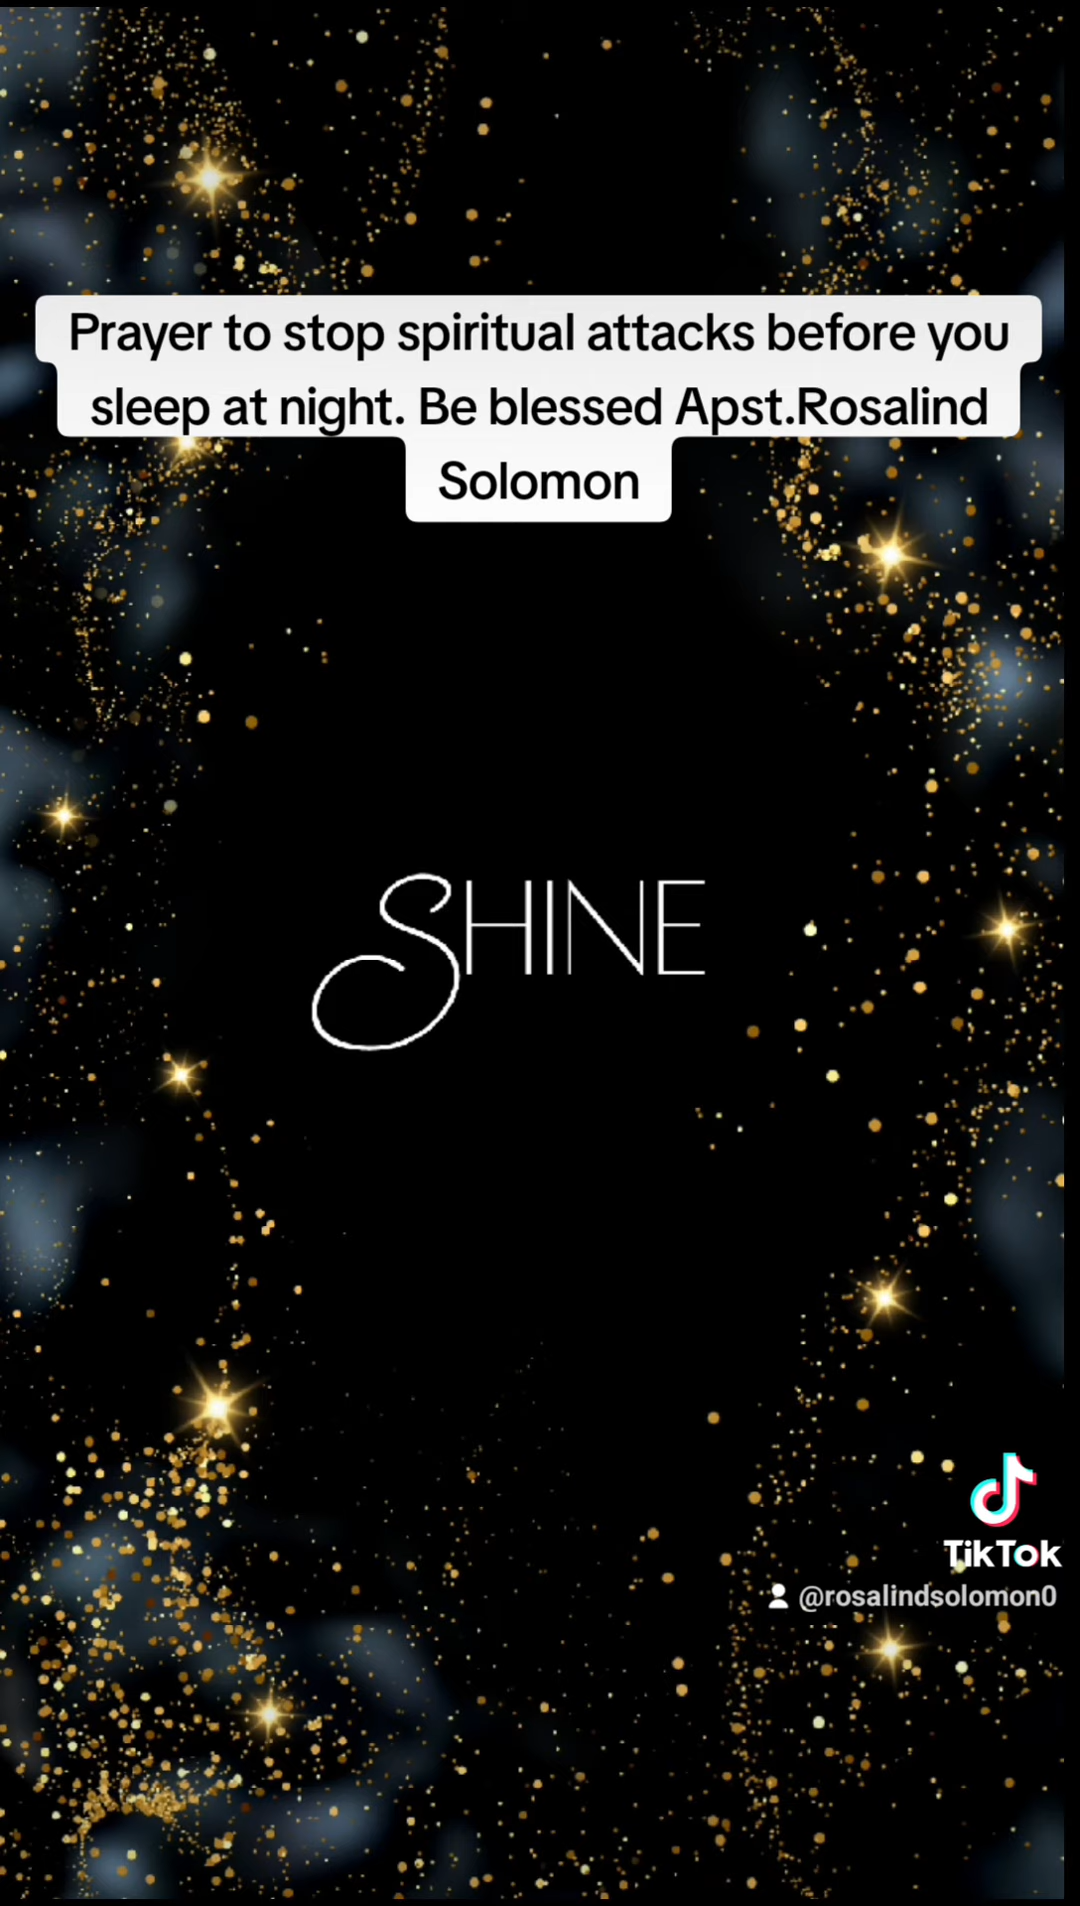 Prayer to stop spiritual attacks before you
sleep at night. Be blessed Apst.Rosalind
Solomon
SHINE
TikTok
@rosalindsolomon0